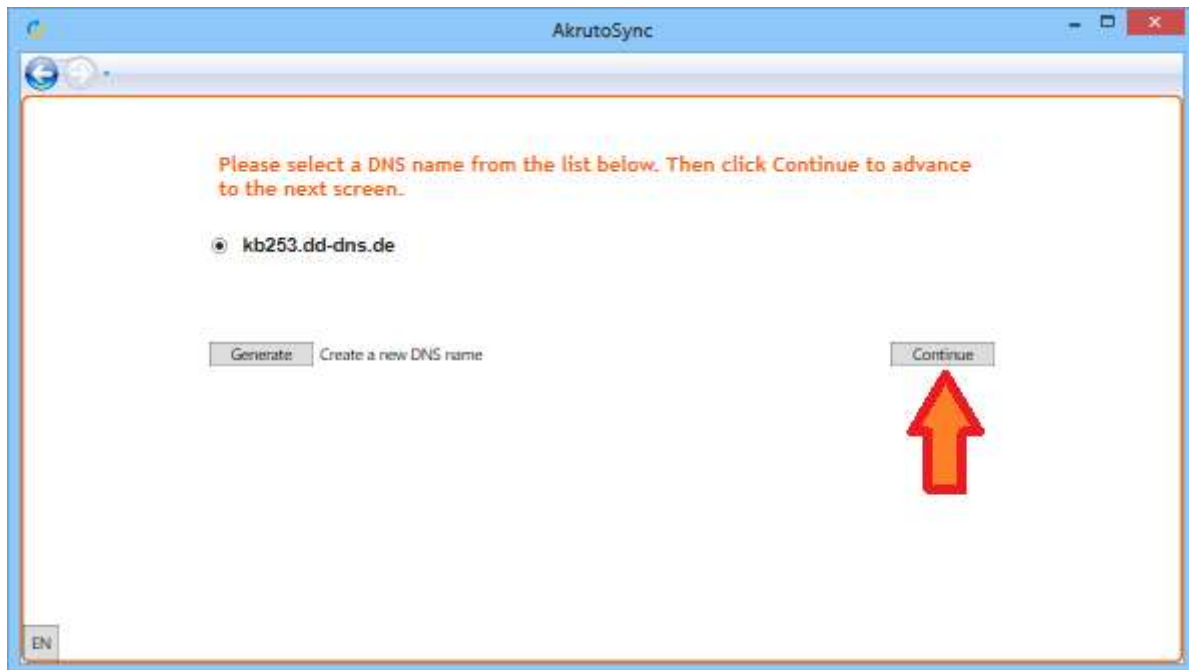 AkrutoSync
Please select a DNS name from the list below. Then click Continue to advance
to the next screen.
kb253.dd-dns.de
Generate Create a new DNS name
Continue
EN